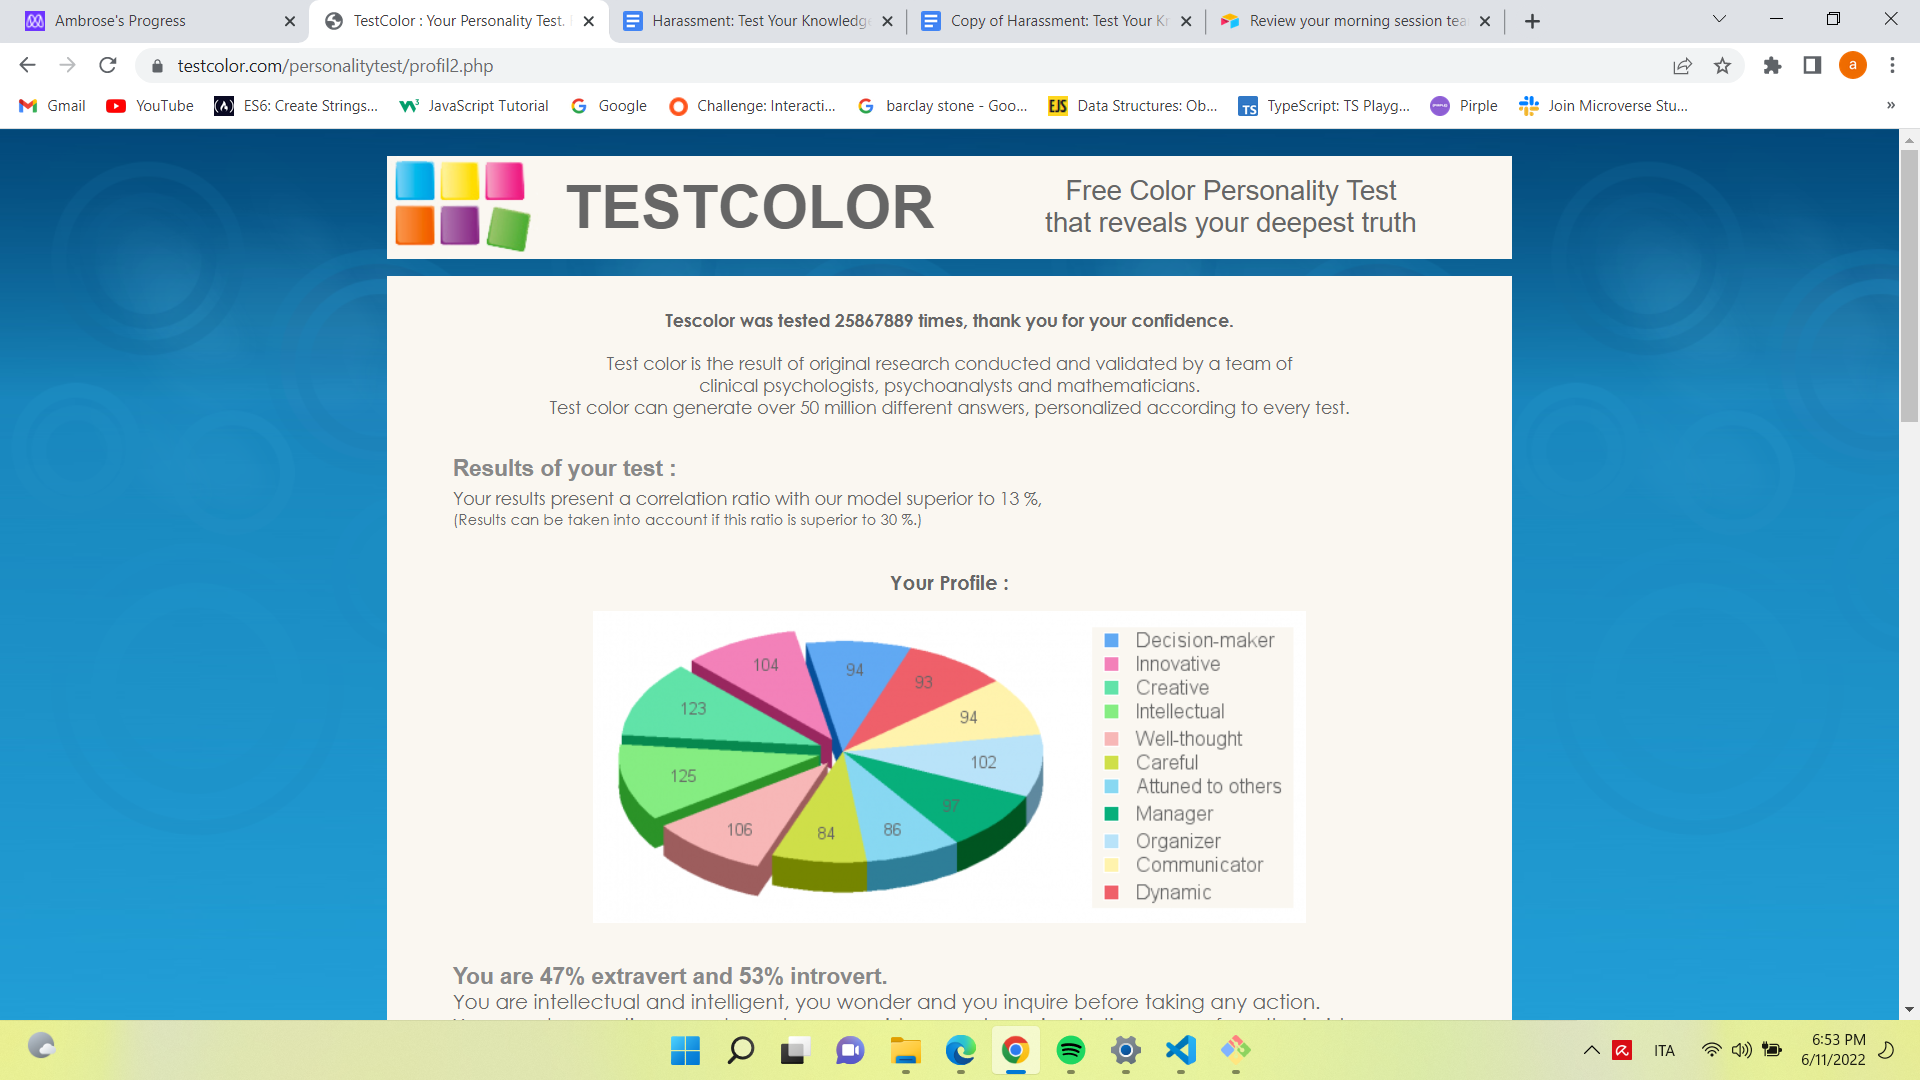 Ambrose's Progress
TestColor : Your Personality Test.
Harassment: Test Your Knowledge
Copy of Harassment: Test Your Kn
Review your morning session tea
testcolor.com/personalitytest/profil2.php
a
Gmail
YouTube
ES6: Create Strings...
JavaScript Tutorial
Google
Challenge: Interacti...
barclay stone - Goo...
EJS
Data Structures: Ob...
TS
TypeScript: TS Playg...
Pirple
Join Microverse Stu...
»
TESTCOLOR
Free Color Personality Test
that reveals your deepest truth
Tescolor was tested 25867889 times, thank you for your confidence.
Test color is the result of original research conducted and validated by a team of
clinical psychologists, psychoanalysts and mathematicians.
Test color can generate over 50 million different answers, personalized according to every test.
Results of your test :
Your results present a correlation ratio with our model superior to 13 %,
(Results can be taken into account if this ratio is superior to 30 %.)
Your Profile :
104
94
93
123
94
125
102
97
106
84
86
Decision-maker
Innovative
Creative
Intellectual
Well-thought
Careful
Attuned to others
Manager
Organizer
Communicator
Dynamic
You are 47% extravert and 53% introvert.
You are intellectual and intelligent, you wonder and you inquire before taking any action.
ITA
6:53 PM
6/11/2022